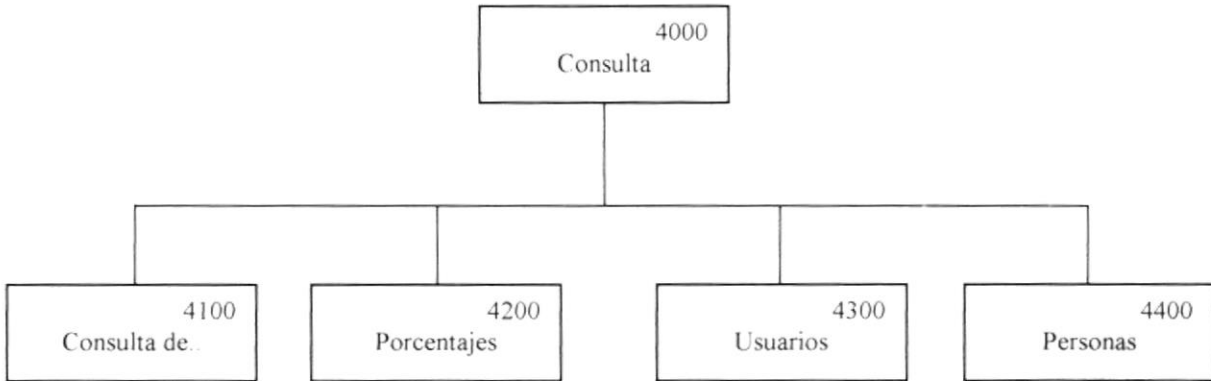 4000
Consulta
4100
Consulta de..
4200
Porcentajes
4300
Usuarios
4400
Personas